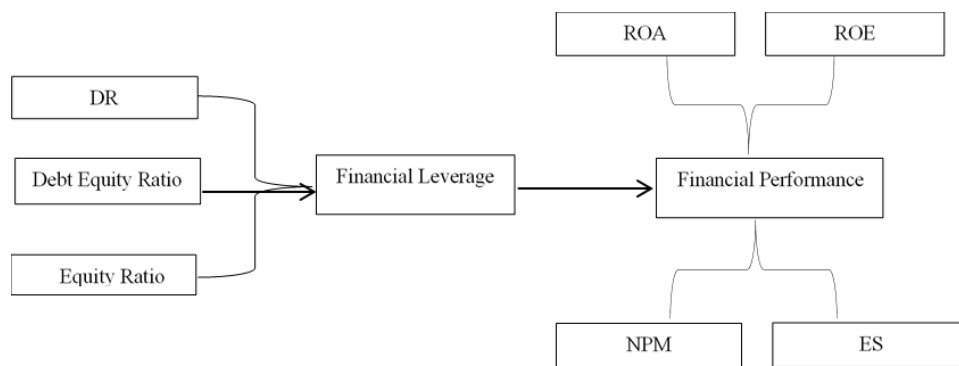 ROA
ROE
DR
Debt Equity Ratio
Financial Leverage
Financial Performance
Equity Ratio
NPM
ES